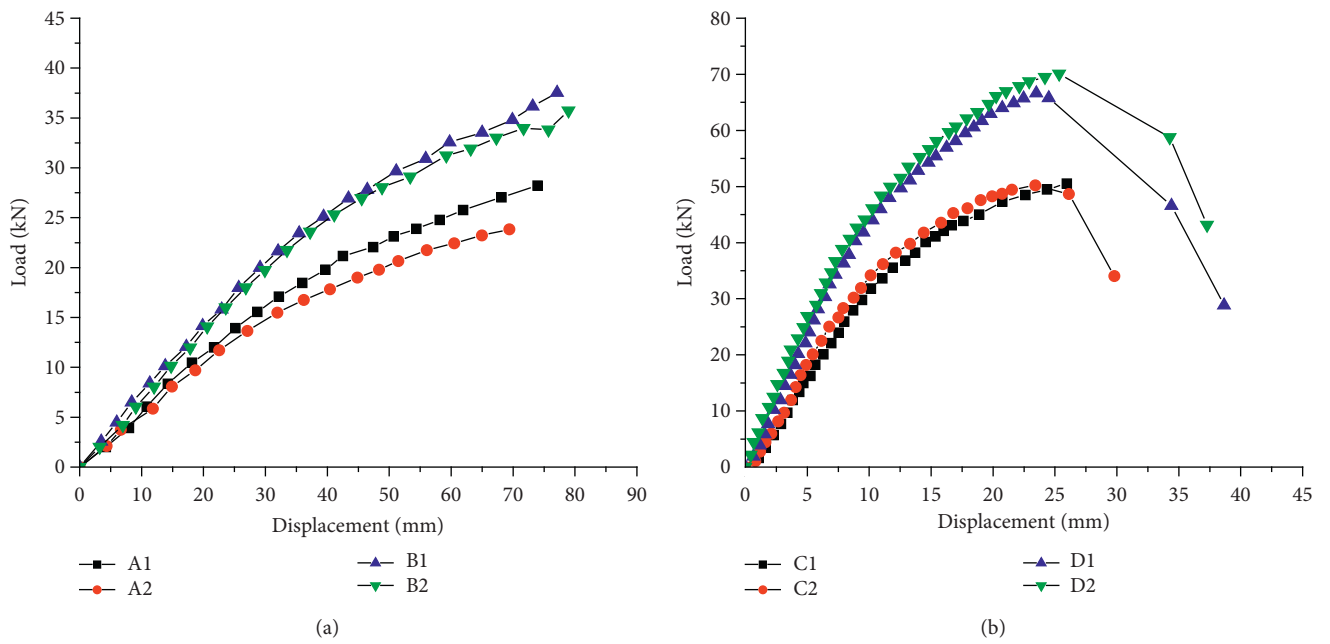 45
40
35
30
25
20
15
10
5
0
Load (kN)
0 10 20 30 40 50 60 70 80 90
Displacement (mm)
A1 B1
A2 B2
(a)
80
70
60
50
40
30
20
10
0
Load (kN)
0 5 10 15 20 25 30 35 40 45
Displacement (mm)
C1 D1
C2 D2
(b)